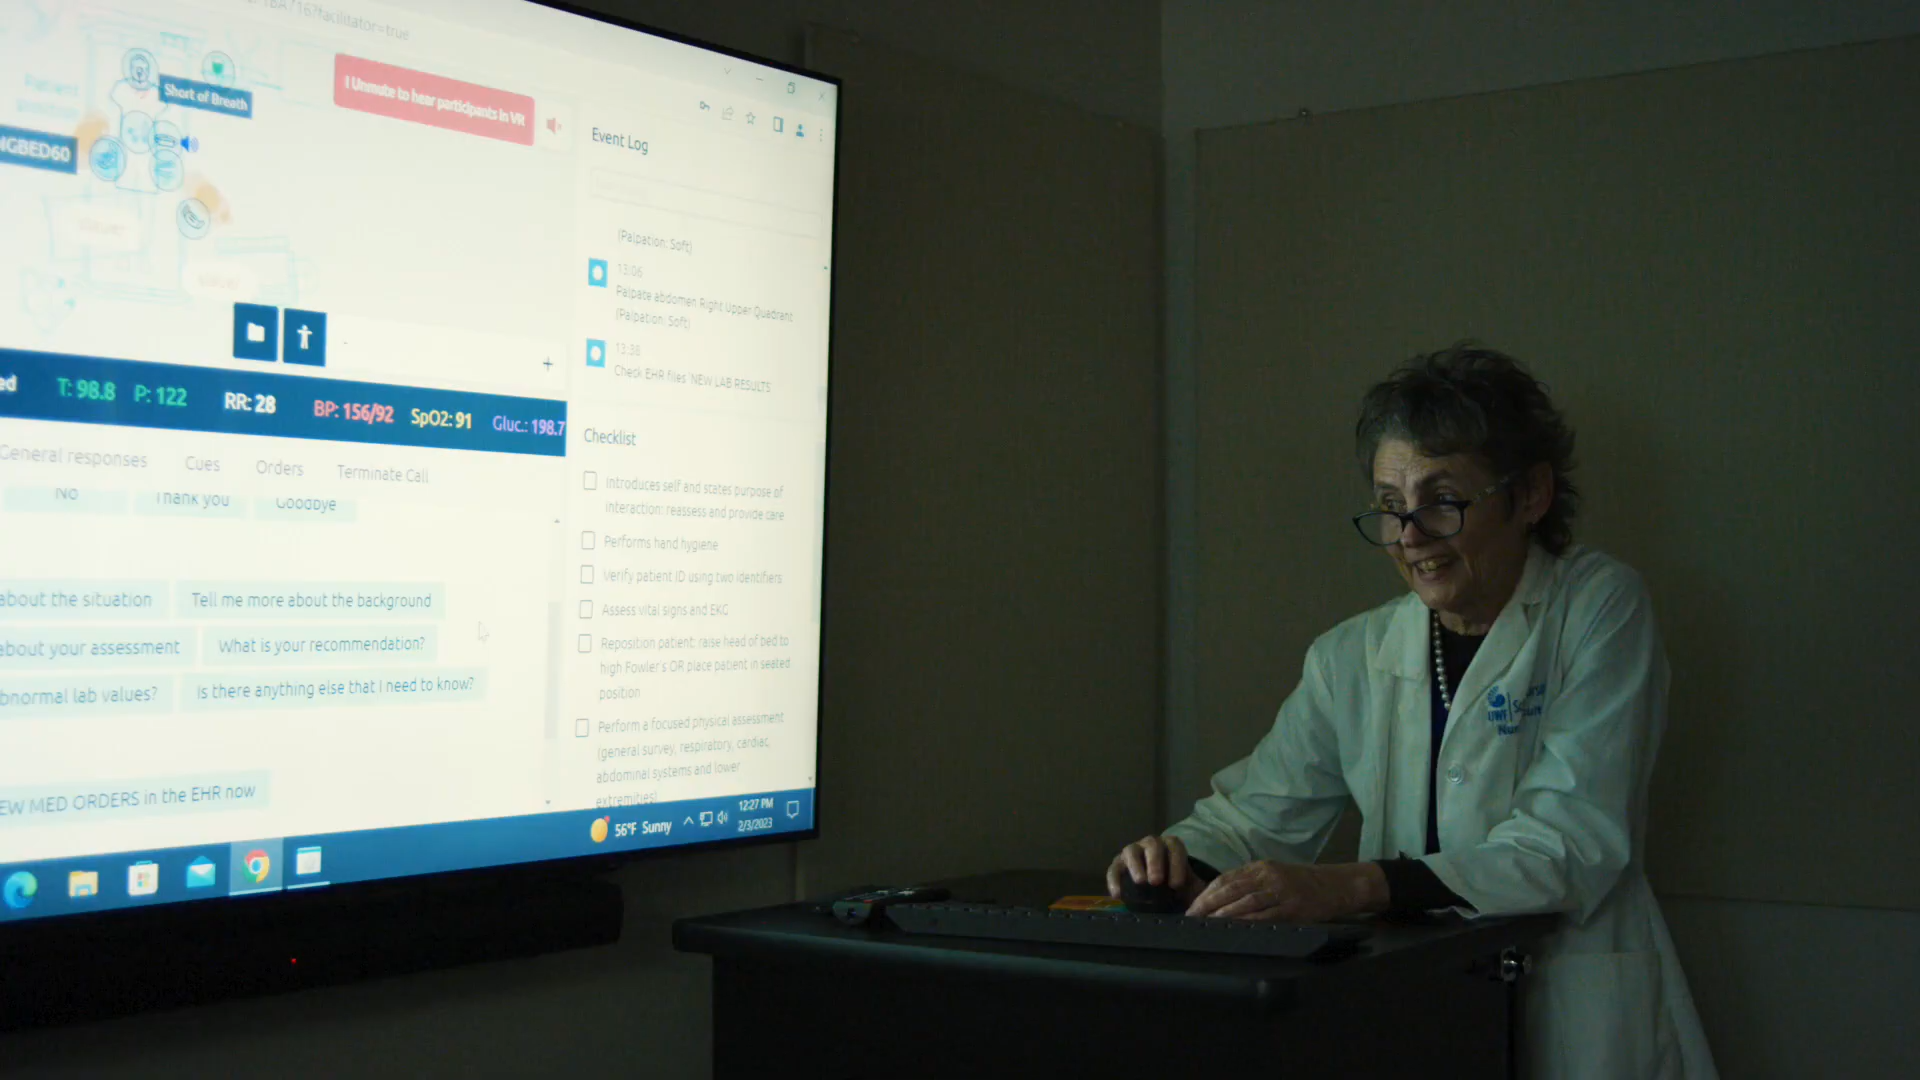 ?facilitator=true
Patient
position
Short of Breath
I Unmute to hear participants in VR
NGBED60
Event Log
(Palpation: Soft)
13:06
Palpate abdomen Right Upper Quadrant
(Palpation: Soft)
13:38
Check EHR files 'NEW LAB RESULTS'
T: 98.8 P: 122 RR: 28 BP: 156/92 SpO2: 91 Gluc.: 198.7
General responses Cues Orders Terminate Call
No Thank you Goodbye
about the situation Tell me more about the background
about your assessment What is your recommendation?
bnormal lab values? Is there anything else that I need to know?
EW MED ORDERS in the EHR now
Checklist
Introduces self and states purpose of
interaction: reassess and provide care
Performs hand hygiene
Verify patient ID using two identifiers
Assess vital signs and EKG
Reposition patient: raise head of bed to
high Fowler's OR place patient in seated
position
Perform a focused physical assessment
(general survey, respiratory, cardiac,
abdominal systems and lower
extremities)
56°F Sunny
12:27 PM
2/3/2023
UWF